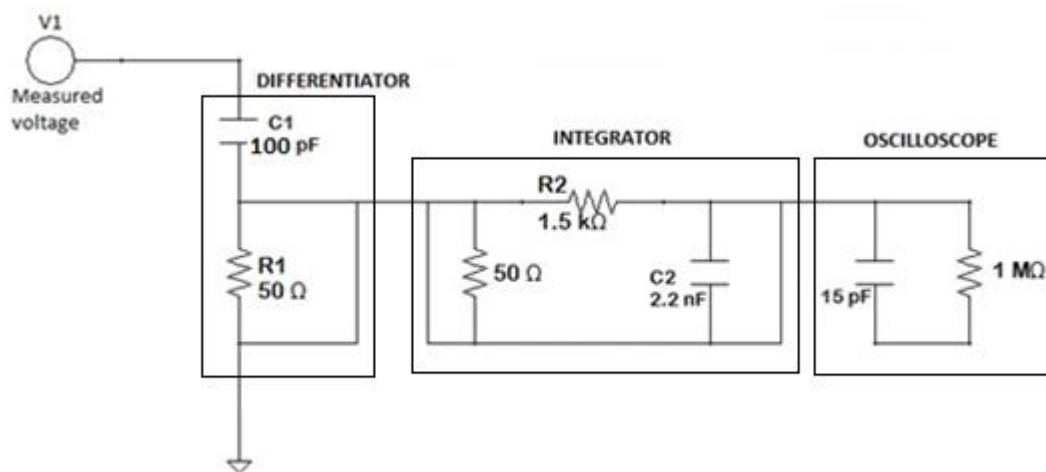 V1
Measured
voltage
DIFFERENTIATOR
C1
100 pF
R1
50 Ω
INTEGRATOR
R2
1.5 kΩ
50 Ω
C2
2.2 nF
OSCILLOSCOPE
15 pF
1 MΩ